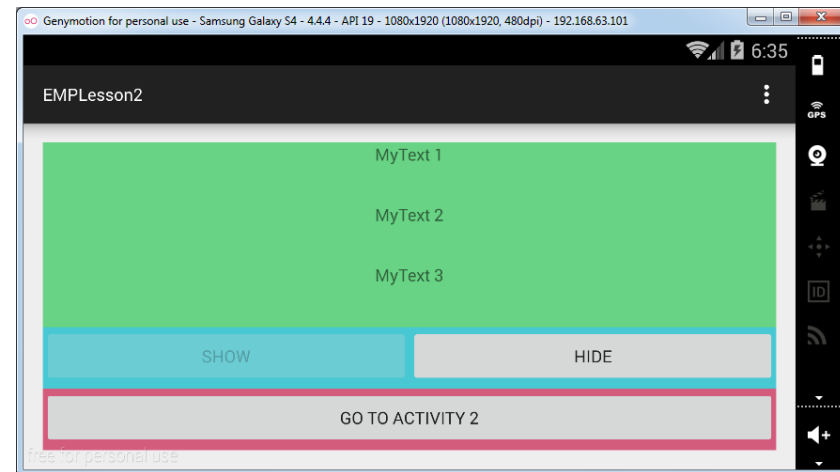 Genymotion for personal use - Samsung Galaxy S4 - 4.4.4 - API 19 - 1080x1920 (1080x1920, 480dpi) - 192.168.63.101
6:35
EMPLesson2
GPS
MyText 1
MyText 2
MyText 3
ID
SHOW
HIDE
GO TO ACTIVITY 2
free for personal use